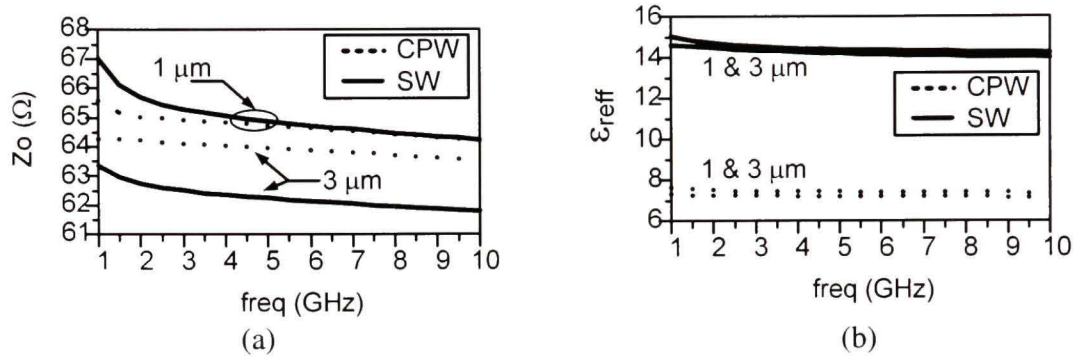 68
67
66
65
64
63
62
61
Zo (Ω)
CPW
SW
1 μm
3 μm
1 2 3 4 5 6 7 8 9 10
freq (GHz)
(a)
16
14
12
10
8
6
εreff
1 & 3 μm
CPW
SW
1 & 3 μm
1 2 3 4 5 6 7 8 9 10
freq (GHz)
(b)